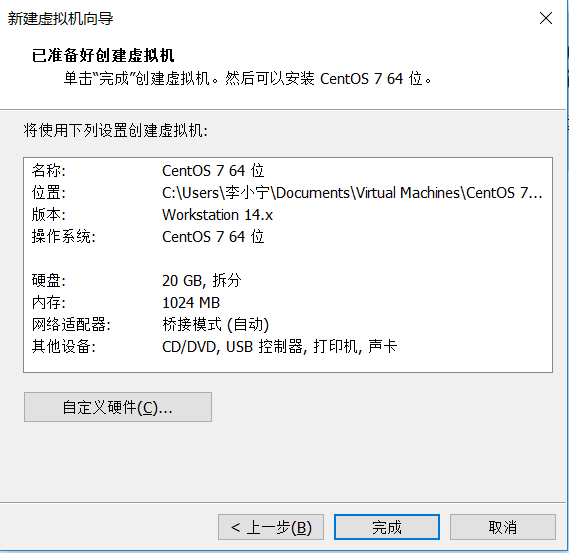 新建虚拟机向导
已准备好创建虚拟机
单击“完成”创建虚拟机。然后可以安装 CentOS 7 64 位。
将使用下列设置创建虚拟机:
名称: CentOS 7 64 位
位置: C:\Users\李小宁\Documents\Virtual Machines\CentOS 7...
版本: Workstation 14.x
操作系统: CentOS 7 64 位
硬盘: 20 GB, 拆分
内存: 1024 MB
网络适配器: 桥接模式 (自动)
其他设备: CD/DVD, USB 控制器, 打印机, 声卡
自定义硬件(C)...
< 上一步(B) 完成 取消